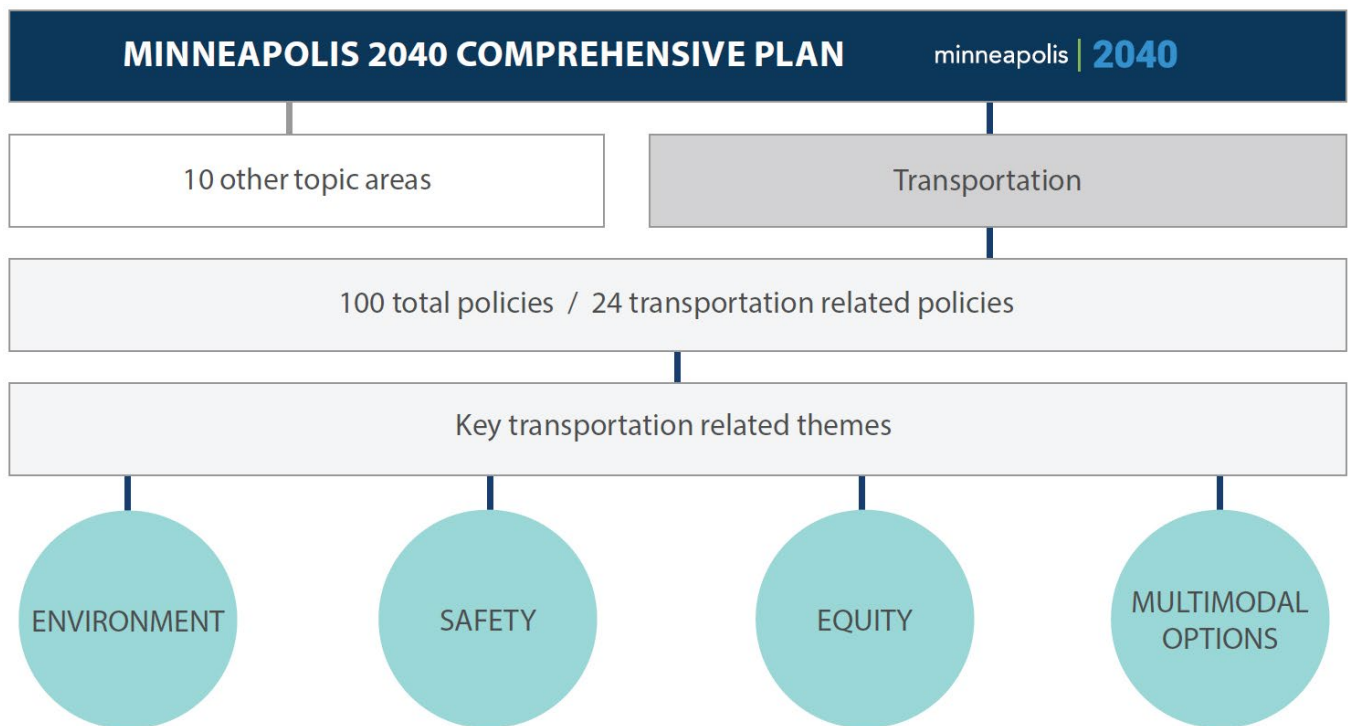 MINNEAPOLIS 2040 COMPREHENSIVE PLAN
minneapolis | 2040
10 other topic areas
Transportation
100 total policies / 24 transportation related policies
Key transportation related themes
ENVIRONMENT
SAFETY
EQUITY
MULTIMODAL
OPTIONS